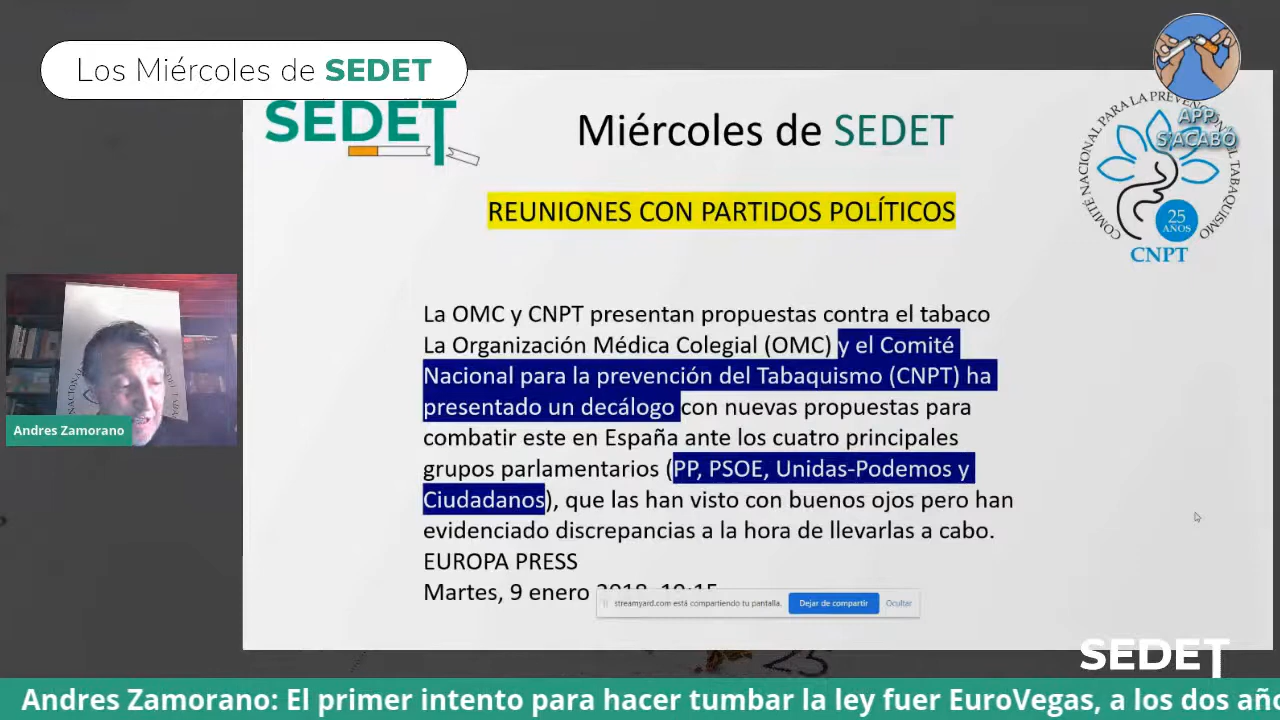 Los Miércoles de SEDET
SEDET
Miércoles de SEDET
COMITÉ NACIONAL PARA LA PREVENCIÓN DEL TABAQUISMO
APP
S'ACABÓ
25
AÑOS
CNPT
REUNIONES CON PARTIDOS POLÍTICOS
La OMC y CNPT presentan propuestas contra el tabaco
La Organización Médica Colegial (OMC) y el Comité
Nacional para la prevención del Tabaquismo (CNPT) ha
presentado un decálogo con nuevas propuestas para
combatir este en España ante los cuatro principales
grupos parlamentarios (PP, PSOE, Unidas-Podemos y
Ciudadanos), que las han visto con buenos ojos pero han
evidenciado discrepancias a la hora de llevarlas a cabo.
EUROPA PRESS
Martes, 9 enero
streamyard.com está compartiendo tu pantalla.
Dejar de compartir
Ocultar
Andres Zamorano
SEDET
Andres Zamorano: El primer intento para hacer tumbar la ley fuer EuroVegas, a los dos año